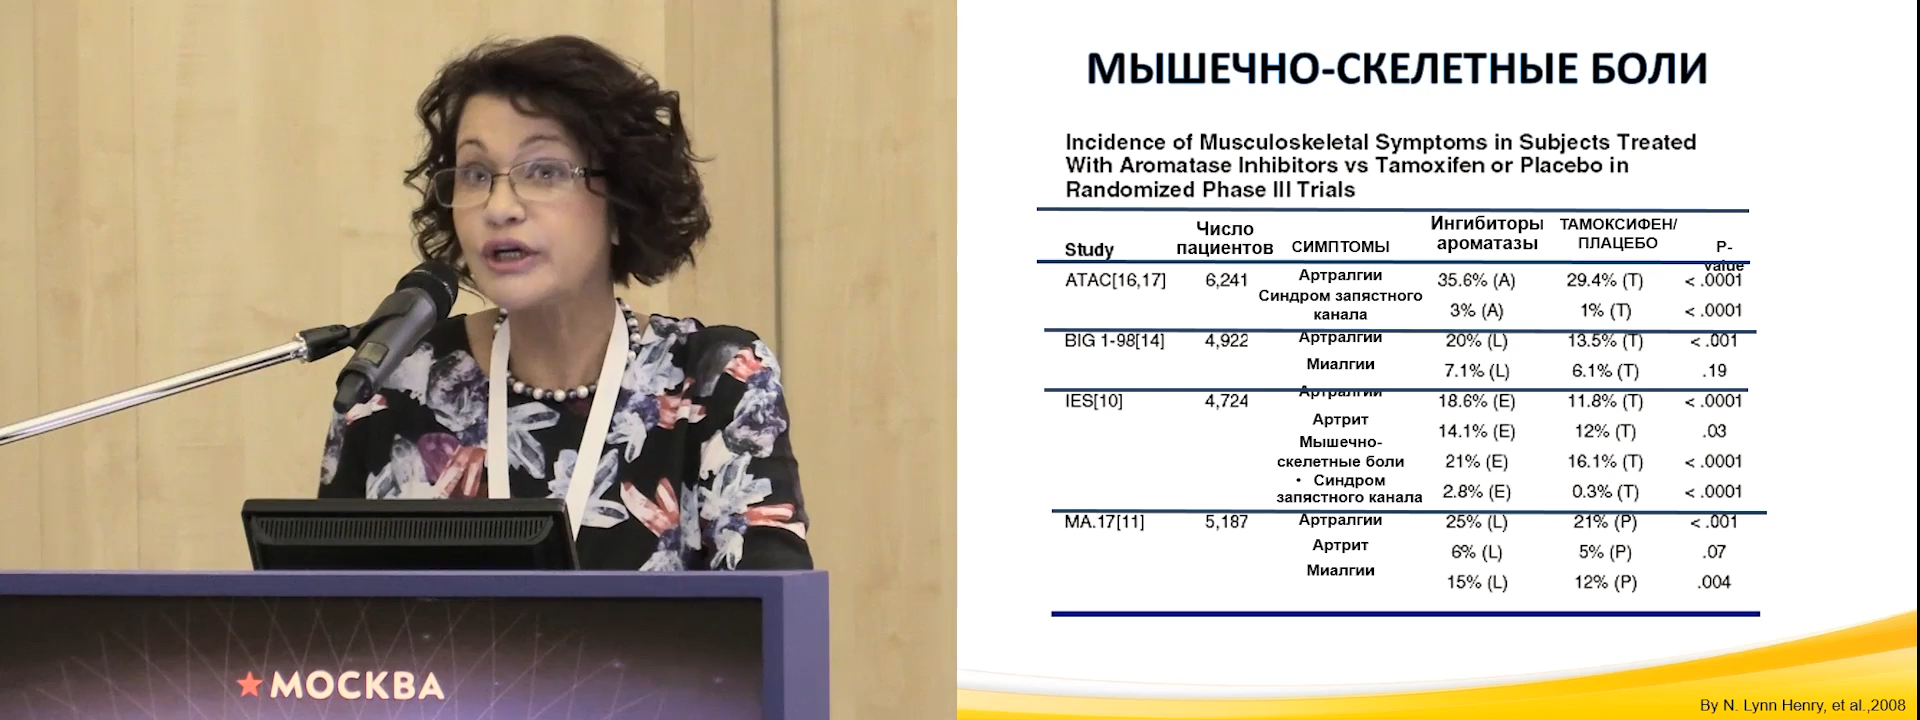 ★МОСКВА
МЫШЕЧНО-СКЕЛЕТНЫЕ БОЛИ
Incidence of Musculoskeletal Symptoms in Subjects Treated
With Aromatase Inhibitors vs Tamoxifen or Placebo in
Randomized Phase III Trials
Study Число пациентов СИМПТОМЫ Ингибиторы ароматазы ТАМОКСИФЕН/ ПЛАЦЕБО P-value
ATAC[16,17] 6,241 Артралгии 35.6% (A) 29.4% (T) < .0001
Синдром запястного канала 3% (A) 1% (T) < .0001
BIG 1-98[14] 4,922 Артралгии 20% (L) 13.5% (T) < .001
Миалгии 7.1% (L) 6.1% (T) .19
IES[10] 4,724 Артралгии 18.6% (E) 11.8% (T) < .0001
Артрит 14.1% (E) 12% (T) .03
Мышечно-скелетные боли 21% (E) 16.1% (T) < .0001
• Синдром запястного канала 2.8% (E) 0.3% (T) < .0001
MA.17[11] 5,187 Артралгии 25% (L) 21% (P) < .001
Артрит 6% (L) 5% (P) .07
Миалгии 15% (L) 12% (P) .004
By N. Lynn Henry, et al.,2008